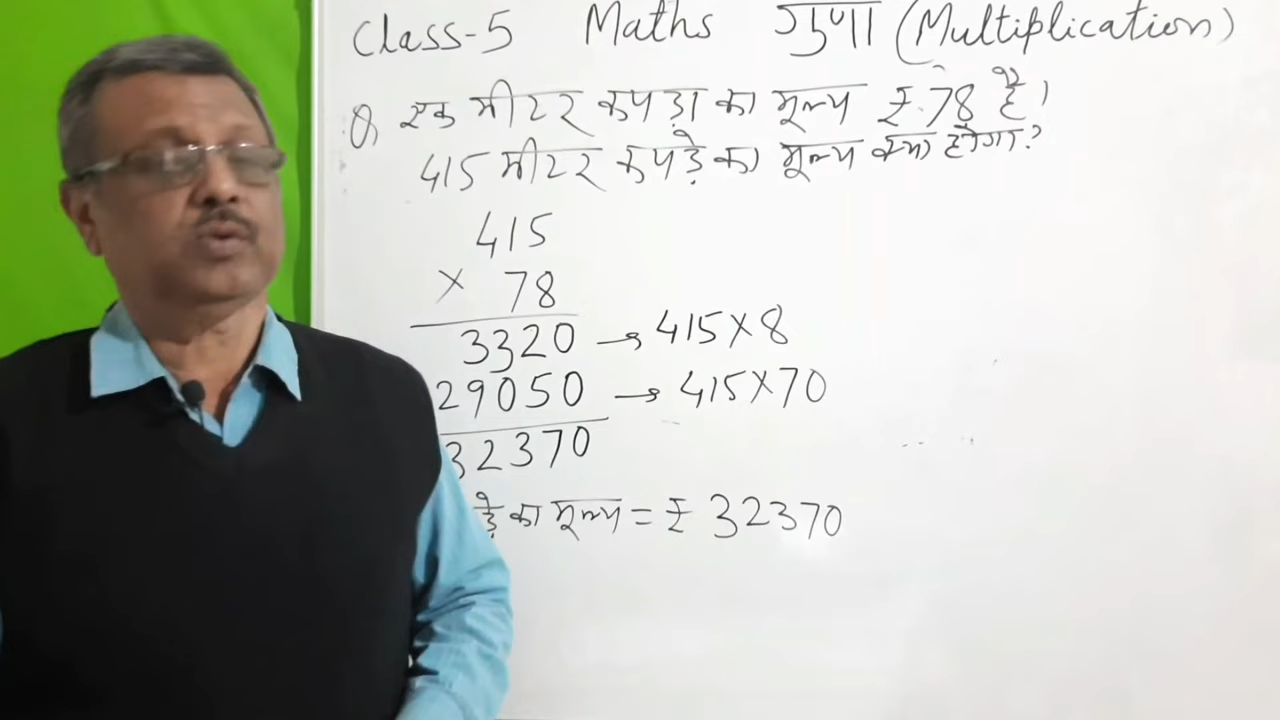 Class-5 Maths गुणा (Multiplication)
Q एक मीटर कपड़ा का मूल्य ₹.78 है।
415 मीटर कपड़े का मूल्य क्या होगा?
415
× 78
3320 → 415×8
29050 → 415×70
32370
ड़े का मूल्य = ₹ 32370